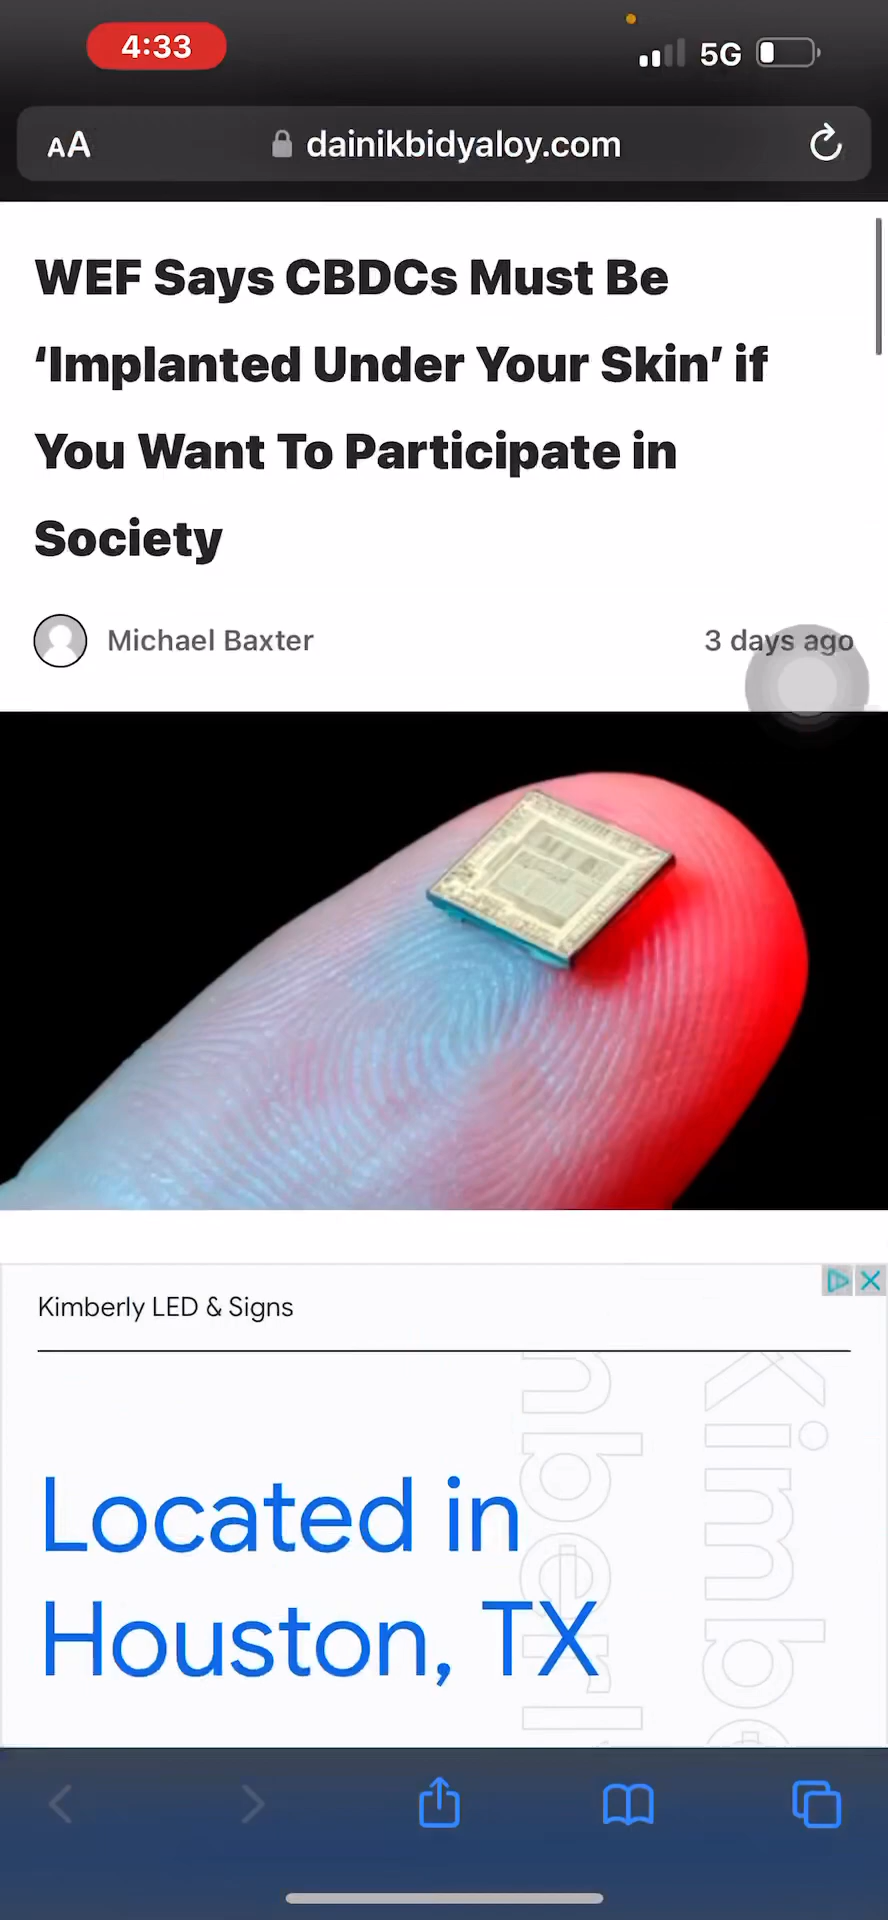 4:33
5G
AA
dainikbidyaloy.com
WEF Says CBDCs Must Be
‘Implanted Under Your Skin’ if
You Want To Participate in
Society
Michael Baxter
3 days ago
Kimberly LED & Signs
Located in
Houston, TX